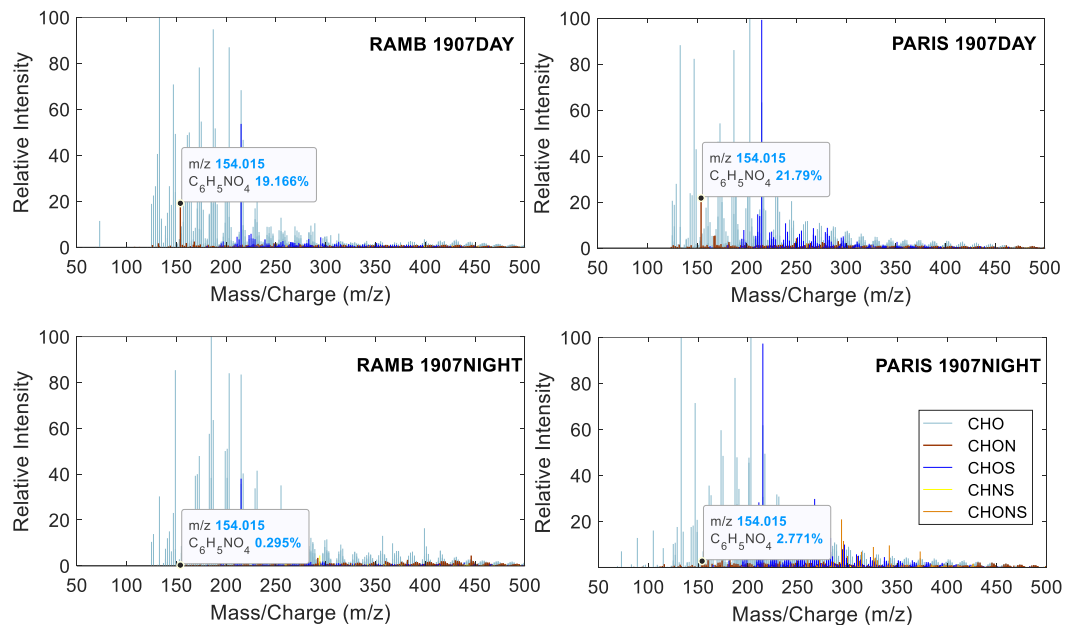 RAMB 1907DAY
Relative Intensity
100
80
60
40
20
0
m/z 154.015
C6H5NO4 19.166%
50 100 150 200 250 300 350 400 450 500
Mass/Charge (m/z)
PARIS 1907DAY
Relative Intensity
100
80
60
40
20
0
m/z 154.015
C6H5NO4 21.79%
50 100 150 200 250 300 350 400 450 500
Mass/Charge (m/z)
RAMB 1907NIGHT
Relative Intensity
100
80
60
40
20
m/z 154.015
C6H5NO4 0.295%
50 100 150 200 250 300 350 400 450 500
Mass/Charge (m/z)
PARIS 1907NIGHT
Relative Intensity
100
80
60
40
20
m/z 154.015
C6H5NO4 2.771%
CHO
CHON
CHOS
CHNS
CHONS
50 100 150 200 250 300 350 400 450 500
Mass/Charge (m/z)